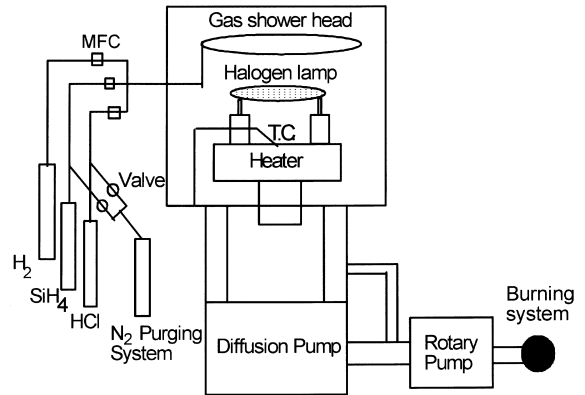 Gas shower head
MFC
Halogen lamp
T.C.
Heater
Valve
H2
SiH4
HCl
N2 Purging
System
Diffusion Pump
Rotary
Pump
Burning
system